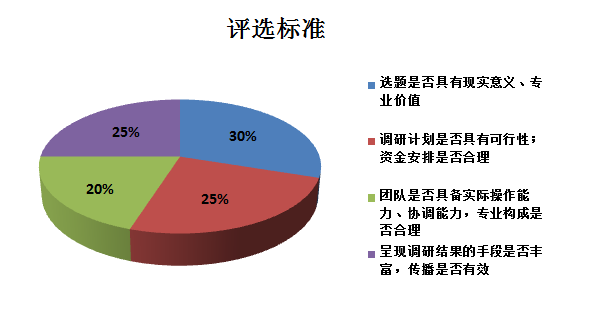 评选标准
30%
25%
20%
25%
选题是否具有现实意义、专
业价值
调研计划是否具有可行性；
资金安排是否合理
团队是否具备实际操作能
力、协调能力，专业构成是
否合理
呈现调研结果的手段是否丰
富，传播是否有效